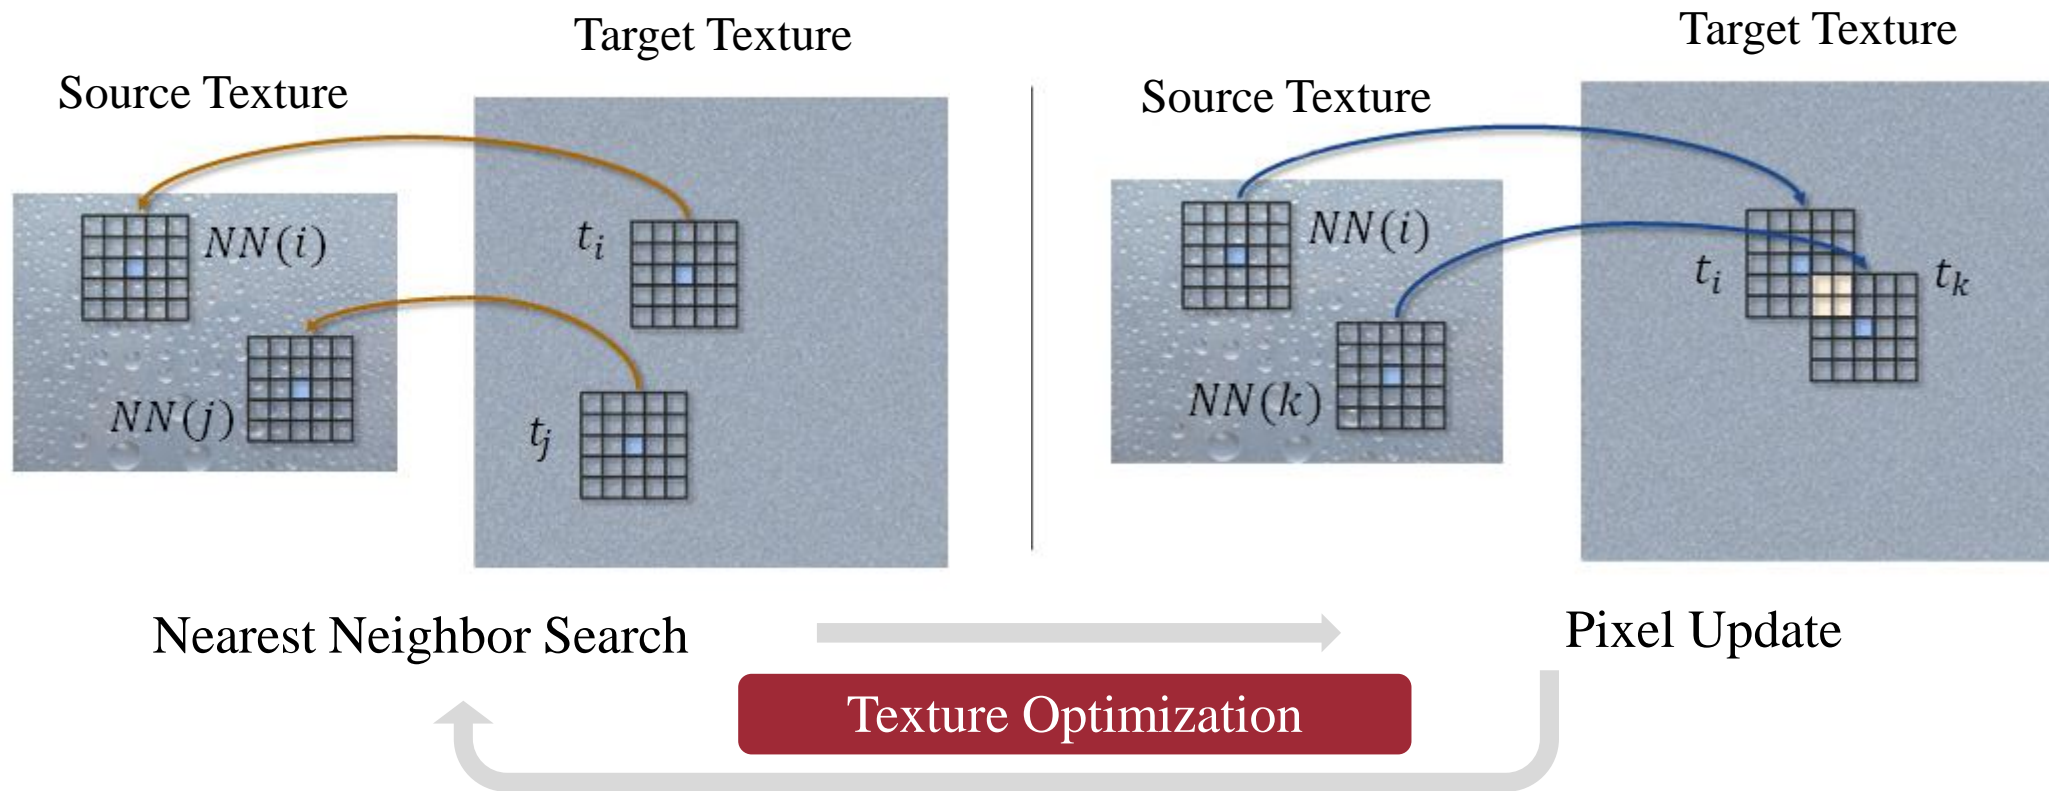 Target Texture
Source Texture
NN(i)
t_i
NN(j)
t_j
Target Texture
Source Texture
NN(i)
t_i
t_k
NN(k)
Nearest Neighbor Search
Pixel Update
Texture Optimization